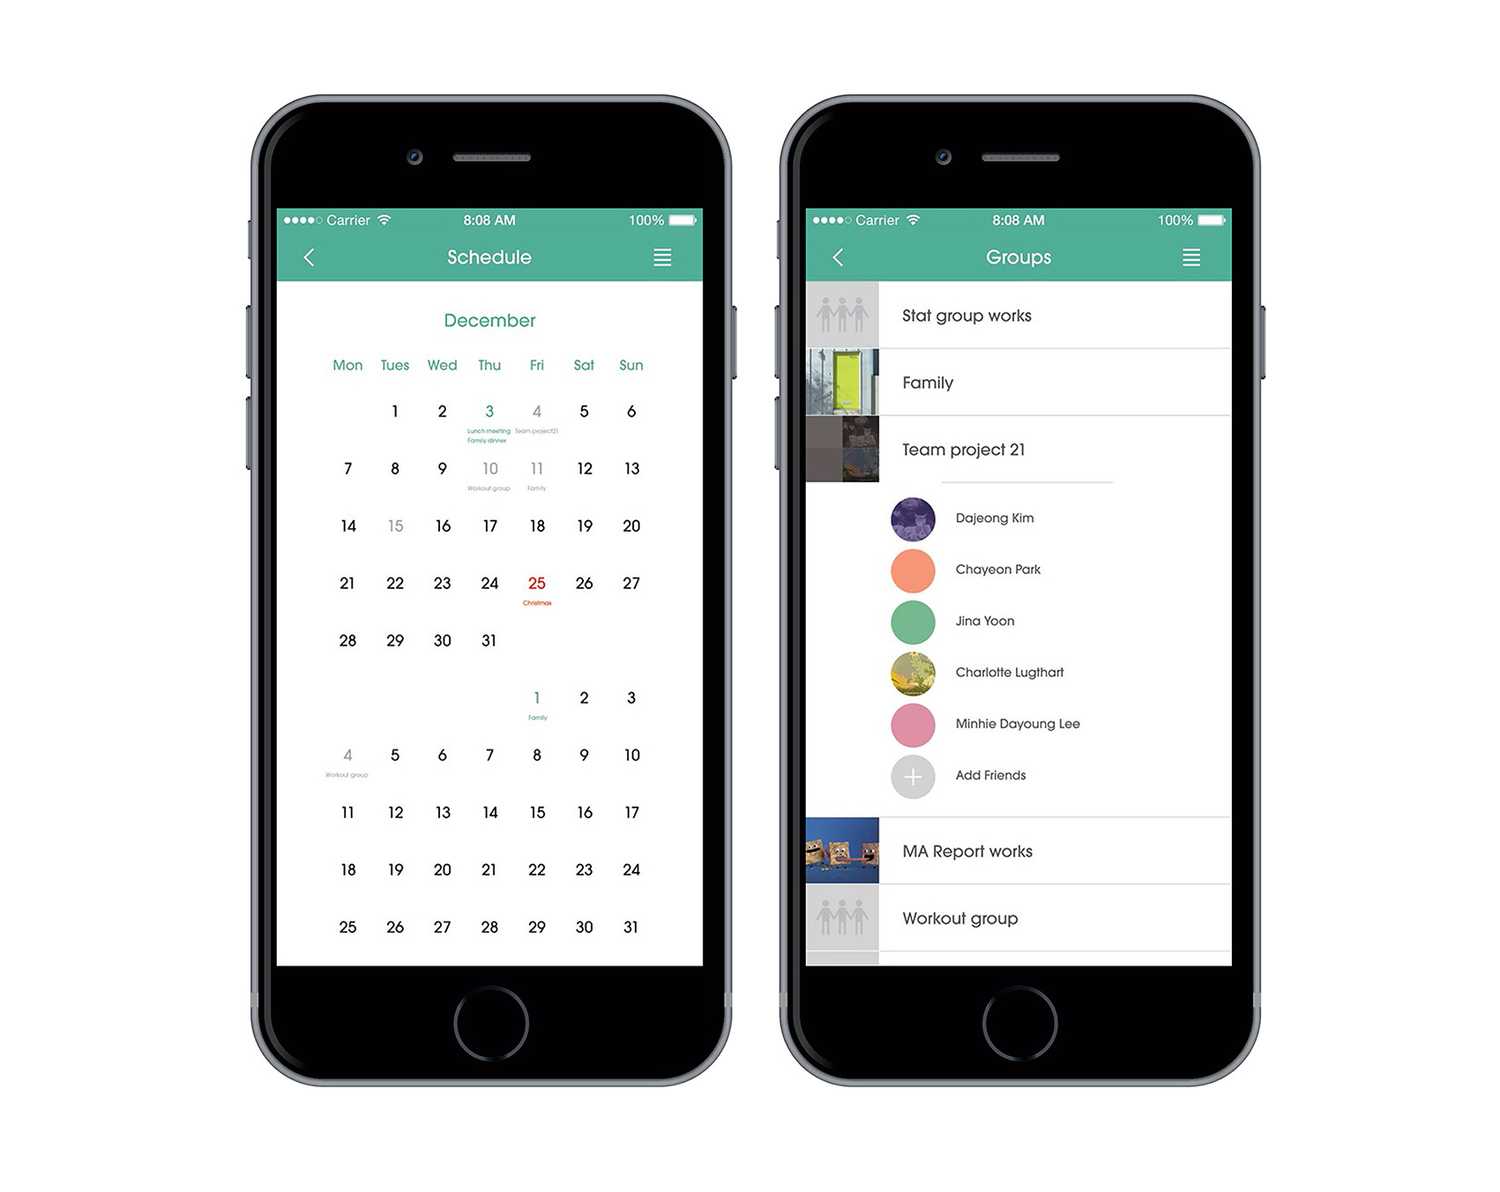 Carrier 8:08 AM 100%
Schedule
December
Mon Tues Wed Thu Fri Sat Sun
1 2 3 4 5 6
Lunch meeting Team project21
Family dinner
7 8 9 10 11 12 13
Workout group Family
14 15 16 17 18 19 20
21 22 23 24 25 26 27
Christmas
28 29 30 31
1 2 3
Family
4 5 6 7 8 9 10
Workout group
11 12 13 14 15 16 17
18 19 20 21 22 23 24
25 26 27 28 29 30 31
Carrier 8:08 AM 100%
Groups
Stat group works
Family
Team project 21
Dajeong Kim
Chayeon Park
Jina Yoon
Charlotte Lugthart
Minhie Dayoung Lee
Add Friends
MA Report works
Workout group